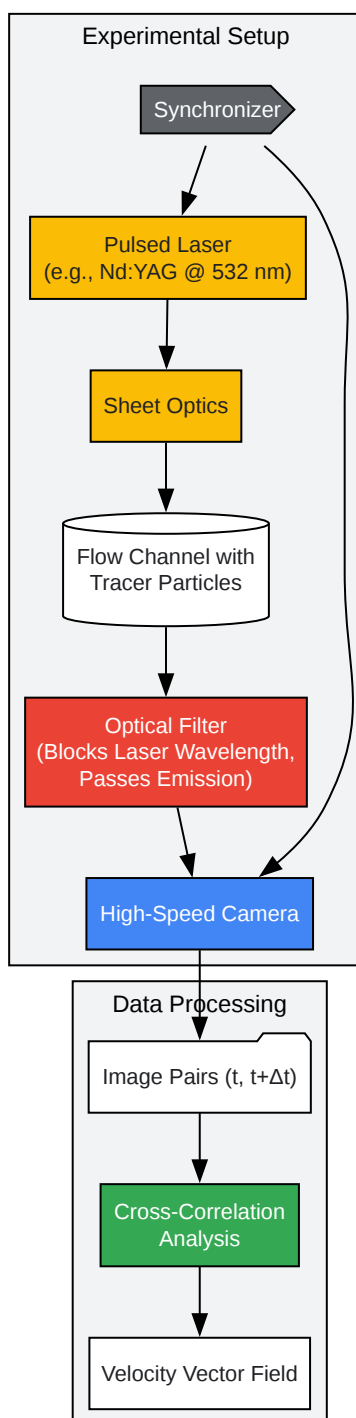 Experimental Setup
Synchronizer
Pulsed Laser
(e.g., Nd:YAG @ 532 nm)
Sheet Optics
Flow Channel with
Tracer Particles
Optical Filter
(Blocks Laser Wavelength,
Passes Emission)
High-Speed Camera
Data Processing
Image Pairs (t, t+Δt)
Cross-Correlation
Analysis
Velocity Vector Field